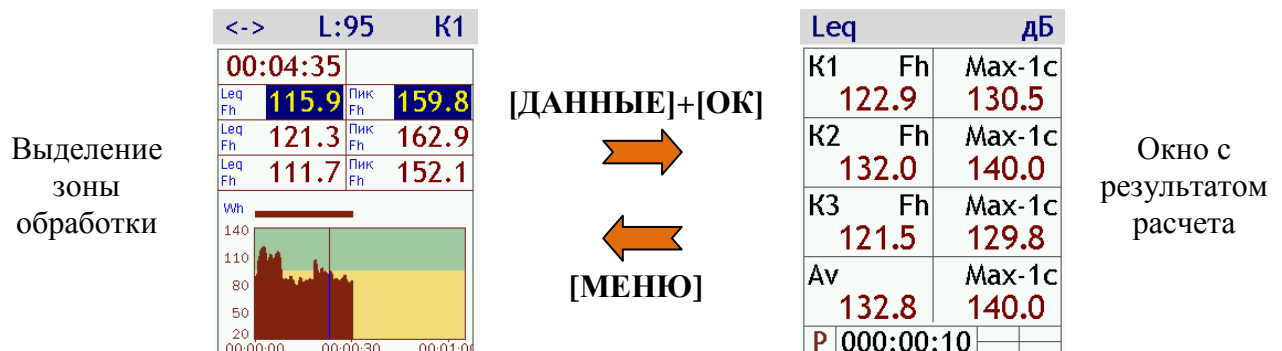 Выделение
зоны
обработки
<-> L:95 К1
00:04:35
Leq Fh 115.9 Пик Fh 159.8
Leq Fh 121.3 Пик Fh 162.9
Leq Fh 111.7 Пик Fh 152.1
Wh
140
110
80
50
20
00:00:00 00:00:30 00:01:00
[ДАННЫЕ]+[ОК]
[МЕНЮ]
Leq дБ
К1 Fh Max-1с
122.9 130.5
К2 Fh Max-1с
132.0 140.0
К3 Fh Max-1с
121.5 129.8
Av Max-1с
132.8 140.0
P 000:00:10
Окно с
результатом
расчета